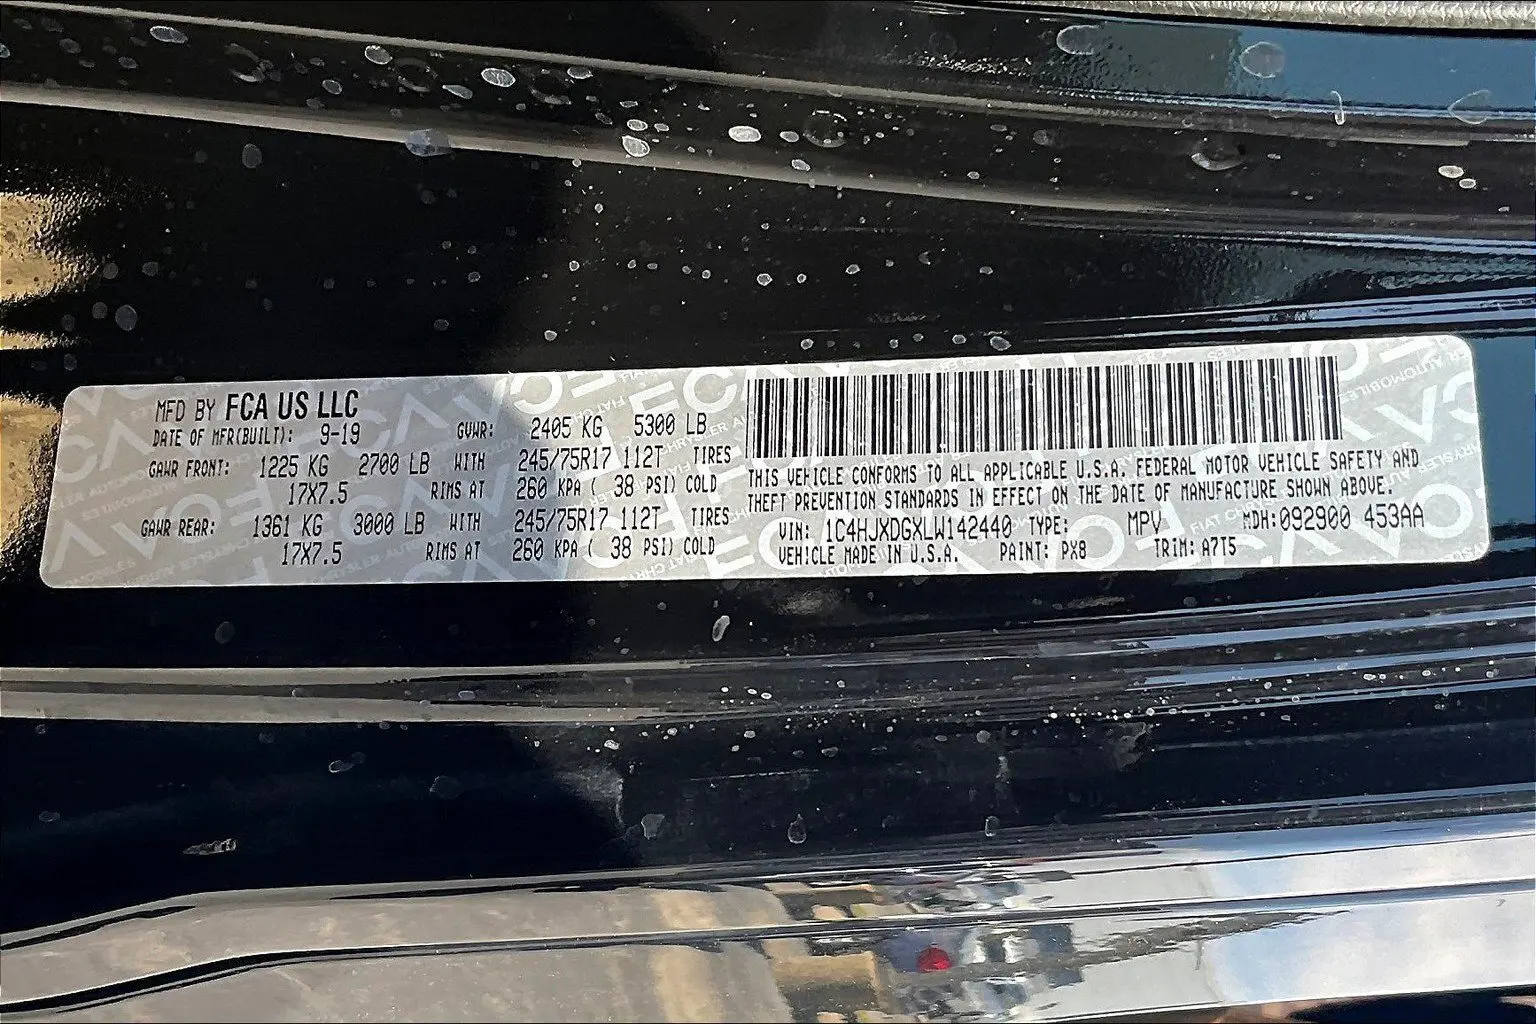 MFD BY FCA US LLC
DATE OF MFR(BUILT): 9-19 GVWR: 2405 KG 5300 LB
GAWR FRONT: 1225 KG 2700 LB WITH 245/75R17 112T TIRES
17X7.5 RIMS AT 260 KPA ( 38 PSI) COLD
GAWR REAR: 1361 KG 3000 LB WITH 245/75R17 112T TIRES
17X7.5 RIMS AT 260 KPA ( 38 PSI) COLD
THIS VEHICLE CONFORMS TO ALL APPLICABLE U.S.A. FEDERAL MOTOR VEHICLE SAFETY AND
THEFT PREVENTION STANDARDS IN EFFECT ON THE DATE OF MANUFACTURE SHOWN ABOVE.
VIN: 1C4HJXDGXLW142440 TYPE: MPV MDH:092900 453AA
VEHICLE MADE IN U.S.A. PAINT: PX8 TRIM: A7T5